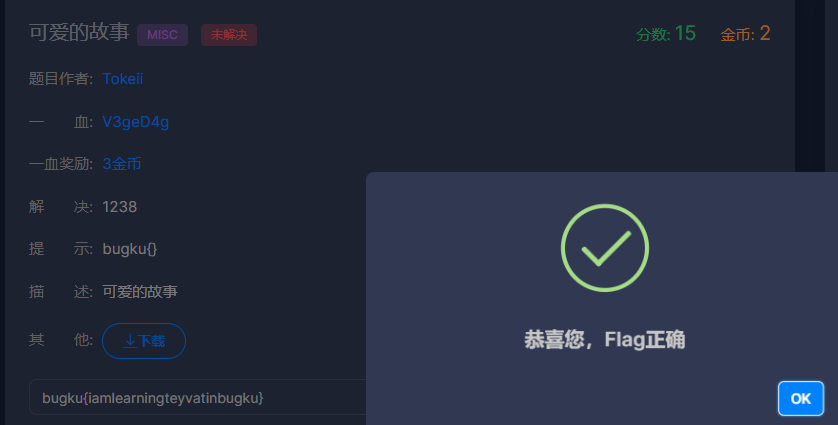 可爱的故事 MISC 未解决 分数: 15 金币: 2
题目作者: Tokeii
一 血: V3geD4g
一血奖励: 3金币
解 决: 1238
提 示: bugku{}
描 述: 可爱的故事
其 他: 下载
恭喜您，Flag正确
bugku{iamlearningteyvatinbugku}
OK